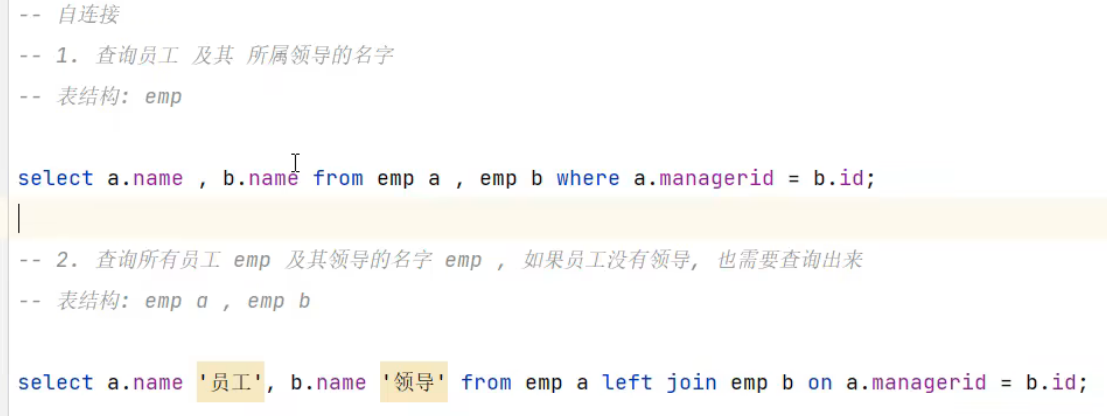 -- 自连接
-- 1. 查询员工 及其 所属领导的名字
-- 表结构: emp
select a.name , b.name from emp a , emp b where a.managerid = b.id;
-- 2. 查询所有员工 emp 及其领导的名字 emp , 如果员工没有领导, 也需要查询出来
-- 表结构: emp a , emp b
select a.name '员工', b.name '领导' from emp a left join emp b on a.managerid = b.id;